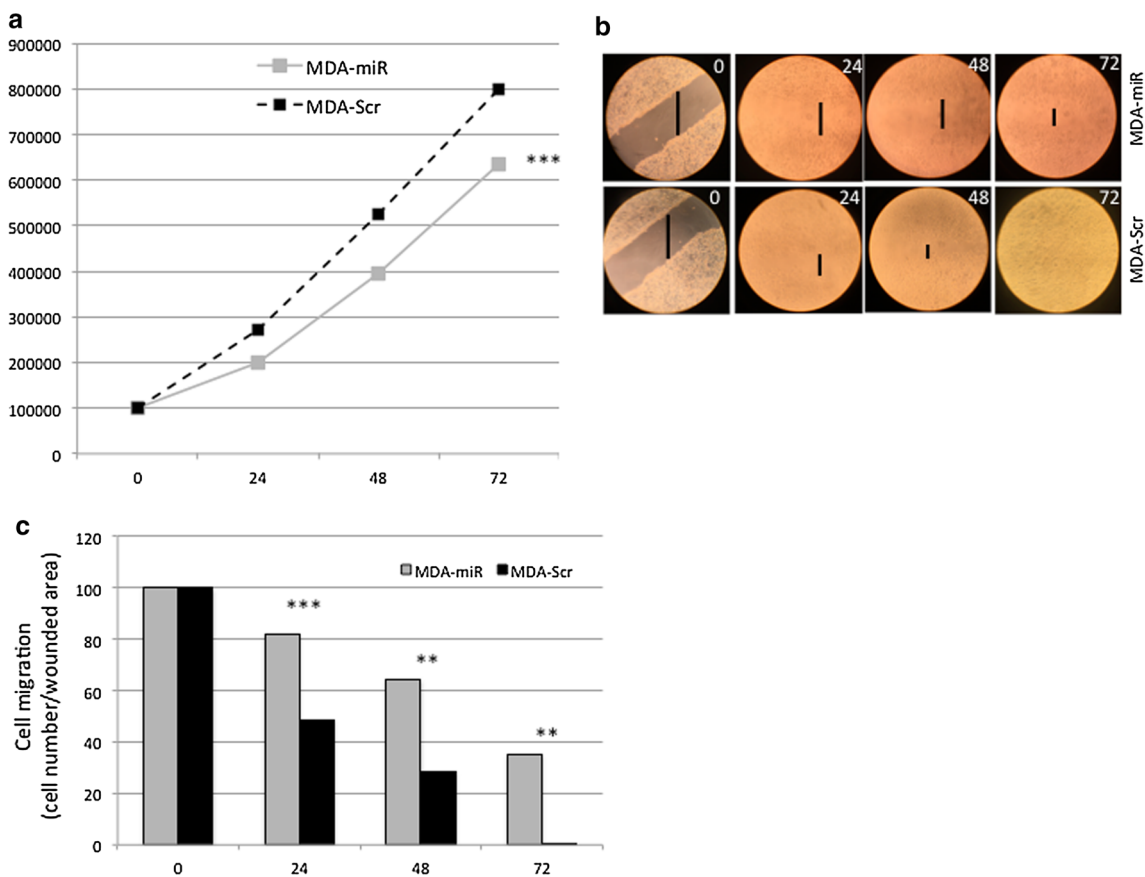 a
900000
800000
700000
600000
500000
400000
300000
200000
100000
0
0 24 48 72
MDA-miR
MDA-Scr
***
b
0 24 48 72
MDA-miR
0 24 48 72
MDA-Scr
c
Cell migration
(cell number/wounded area)
120
100
80
60
40
20
0
MDA-miR MDA-Scr
***
**
**
0 24 48 72